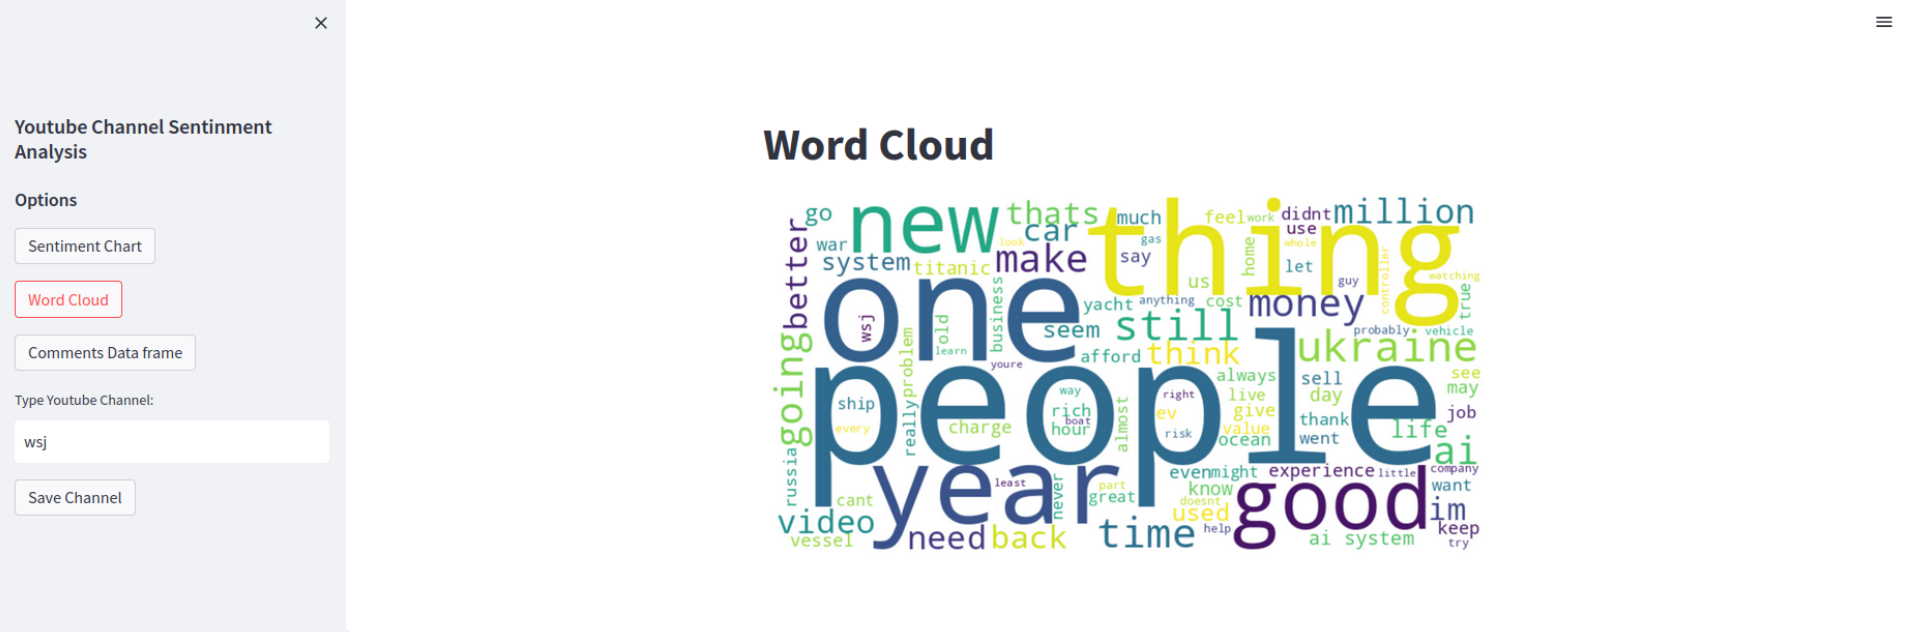 Youtube Channel Sentinment
Analysis
Options
Sentiment Chart
Word Cloud
Comments Data frame
Type Youtube Channel:
wsj
Save Channel
Word Cloud
go
new
thats
much
feel
work
didnt
million
better
war
look
car
thing
gas
home
use
whole
system
titanic
make
say
us
let
guy
controller
watching
one
wsj
old
business
yacht
anything
cost
money
true
seem
still
probably
vehicle
learn
problem
youre
afford
think
ukraine
going
people
way
always
sell
see
may
ship
every
really
charge
rich
boat
hour
almost
right
ev
risk
live
give
value
ocean
day
thank
went
life
job
ai
russia
year
least
never
part
great
even
might
experience
little
company
know
doesnt
used
want
cant
good
im
video
vessel
need
back
time
help
ai system
keep
try